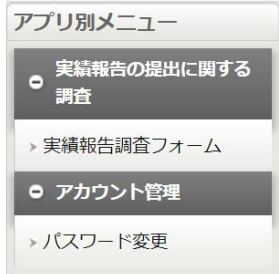 アプリ別メニュー
実績報告の提出に関する
調査
実績報告調査フォーム
アカウント管理
パスワード変更